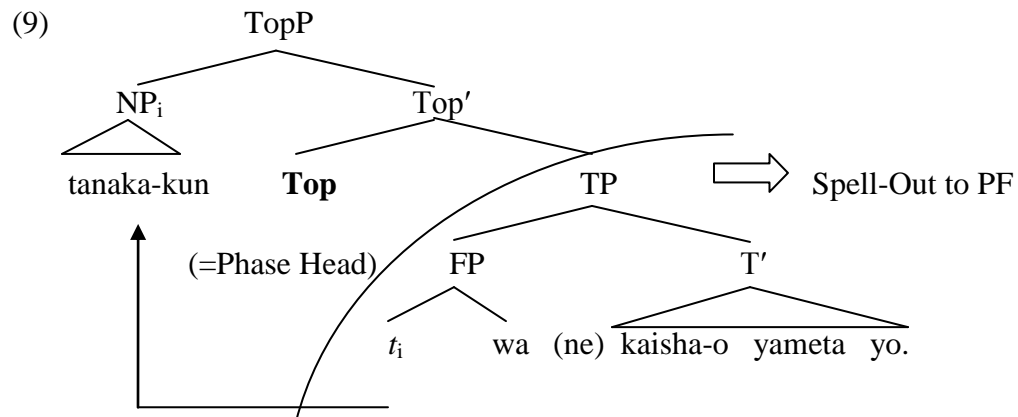 (9) TopP
NPᵢ Top′
tanaka-kun Top TP Spell-Out to PF
(=Phase Head) FP T′
tᵢ wa (ne) kaisha-o yameta yo.